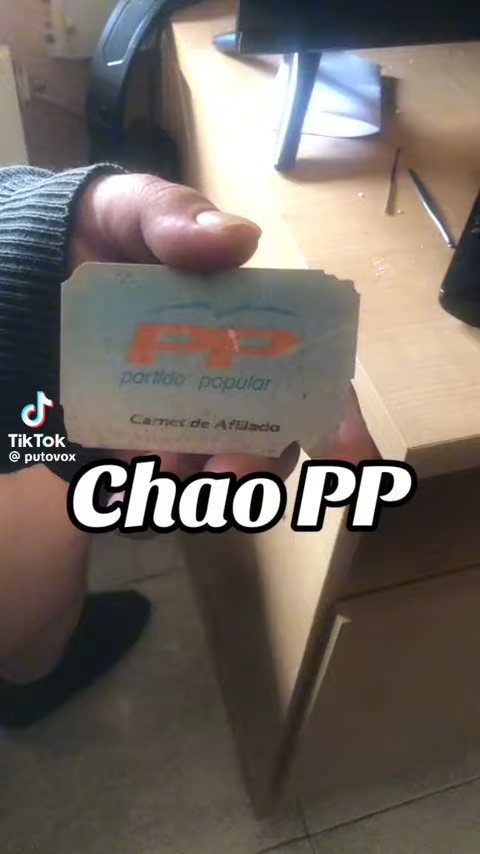 PP
partido popular
Carnet de Afiliado
TikTok
@ putovox
Chao PP